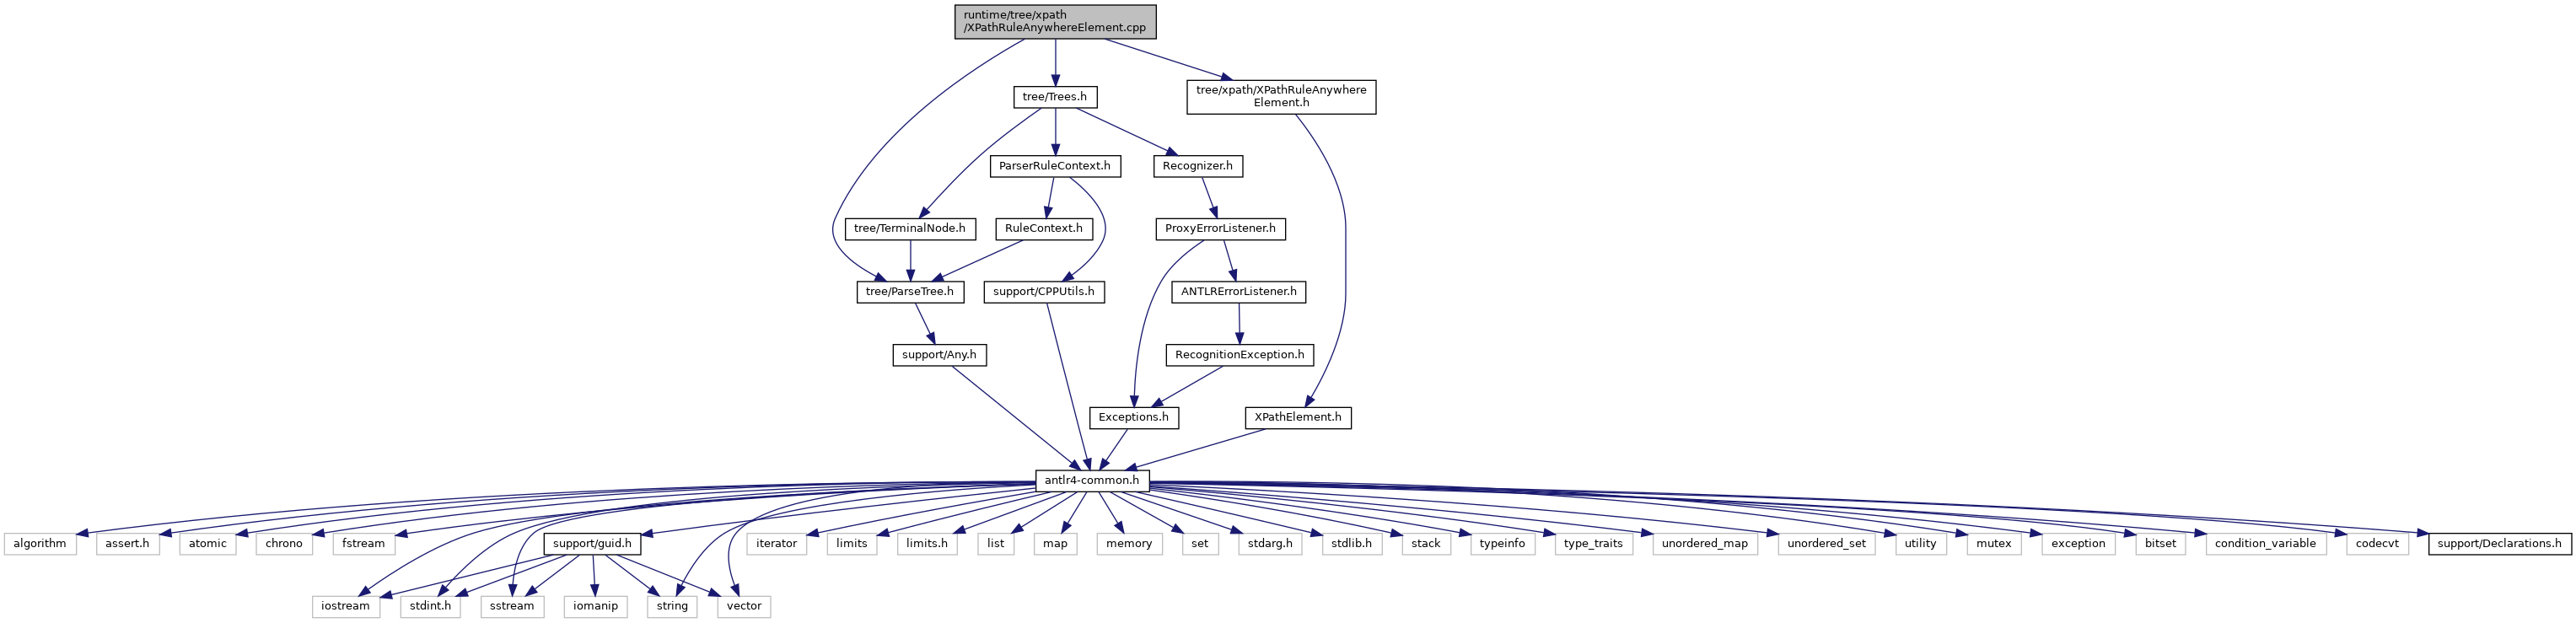 runtime/tree/xpath
/XPathRuleAnywhereElement.cpp
tree/Trees.h
tree/xpath/XPathRuleAnywhere
Element.h
ParserRuleContext.h
Recognizer.h
tree/TerminalNode.h
RuleContext.h
ProxyErrorListener.h
tree/ParseTree.h
support/CPPUtils.h
ANTLRErrorListener.h
support/Any.h
RecognitionException.h
Exceptions.h
XPathElement.h
antlr4-common.h
algorithm
assert.h
atomic
chrono
fstream
support/guid.h
iterator
limits
limits.h
list
map
memory
set
stdarg.h
stdlib.h
stack
typeinfo
type_traits
unordered_map
unordered_set
utility
mutex
exception
bitset
condition_variable
codecvt
support/Declarations.h
iostream
stdint.h
sstream
iomanip
string
vector